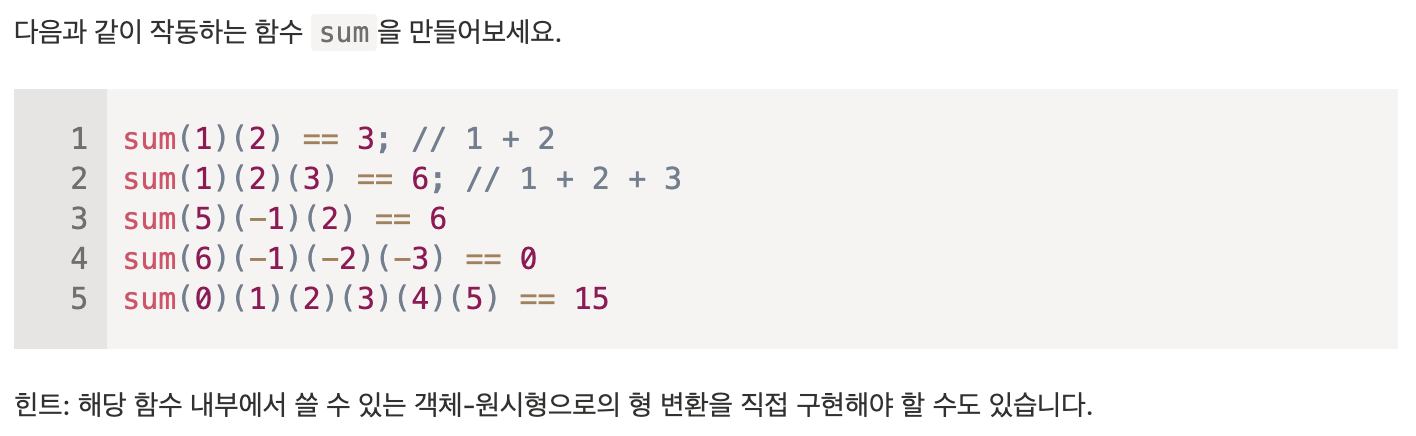 다음과 같이 작동하는 함수 sum을 만들어보세요.
1 sum(1)(2) == 3; // 1 + 2
2 sum(1)(2)(3) == 6; // 1 + 2 + 3
3 sum(5)(-1)(2) == 6
4 sum(6)(-1)(-2)(-3) == 0
5 sum(0)(1)(2)(3)(4)(5) == 15
힌트: 해당 함수 내부에서 쓸 수 있는 객체-원시형으로의 형 변환을 직접 구현해야 할 수도 있습니다.